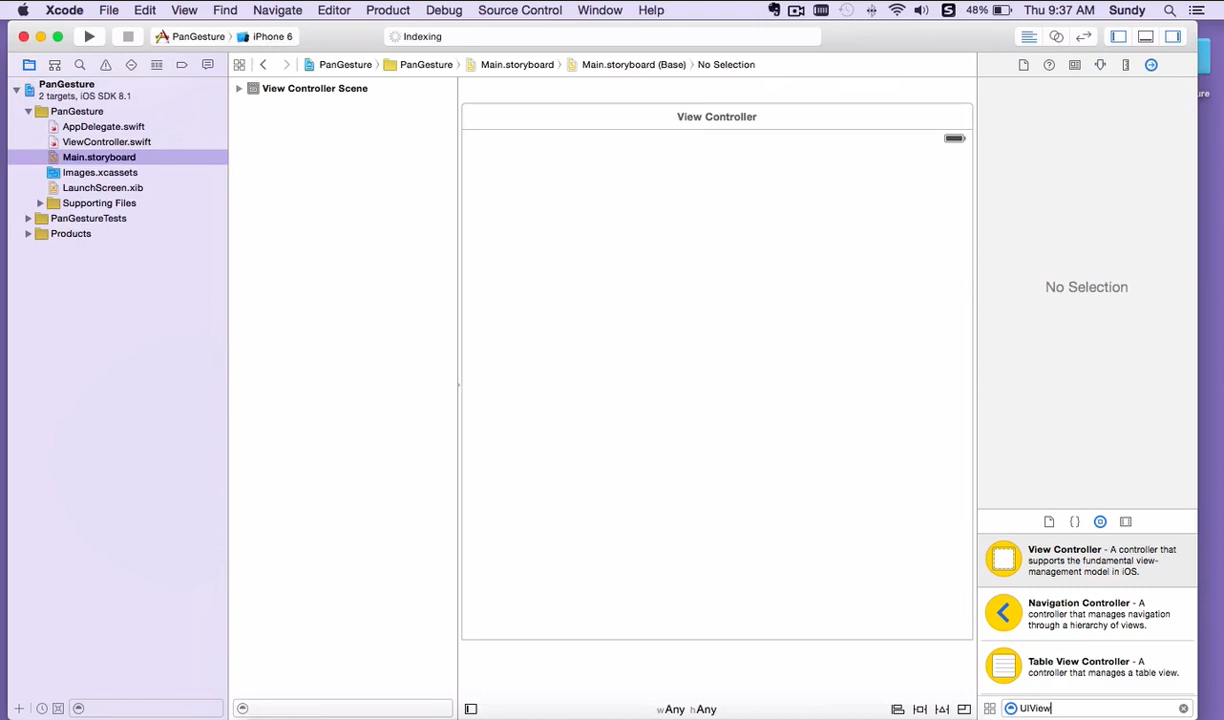 Xcode File Edit View Find Navigate Editor Product Debug Source Control Window Help 48% Thu 9:37 AM Sundy
PanGesture iPhone 6 Indexing
PanGesture PanGesture Main.storyboard Main.storyboard (Base) No Selection
PanGesture
2 targets, iOS SDK 8.1
PanGesture
AppDelegate.swift
ViewController.swift
Main.storyboard
Images.xcassets
LaunchScreen.xib
Supporting Files
PanGestureTests
Products
View Controller Scene
View Controller
No Selection
View Controller - A controller that
supports the fundamental view-
management model in iOS.
Navigation Controller - A
controller that manages navigation
through a hierarchy of views.
Table View Controller - A
controller that manages a table view.
wAny hAny
UIView